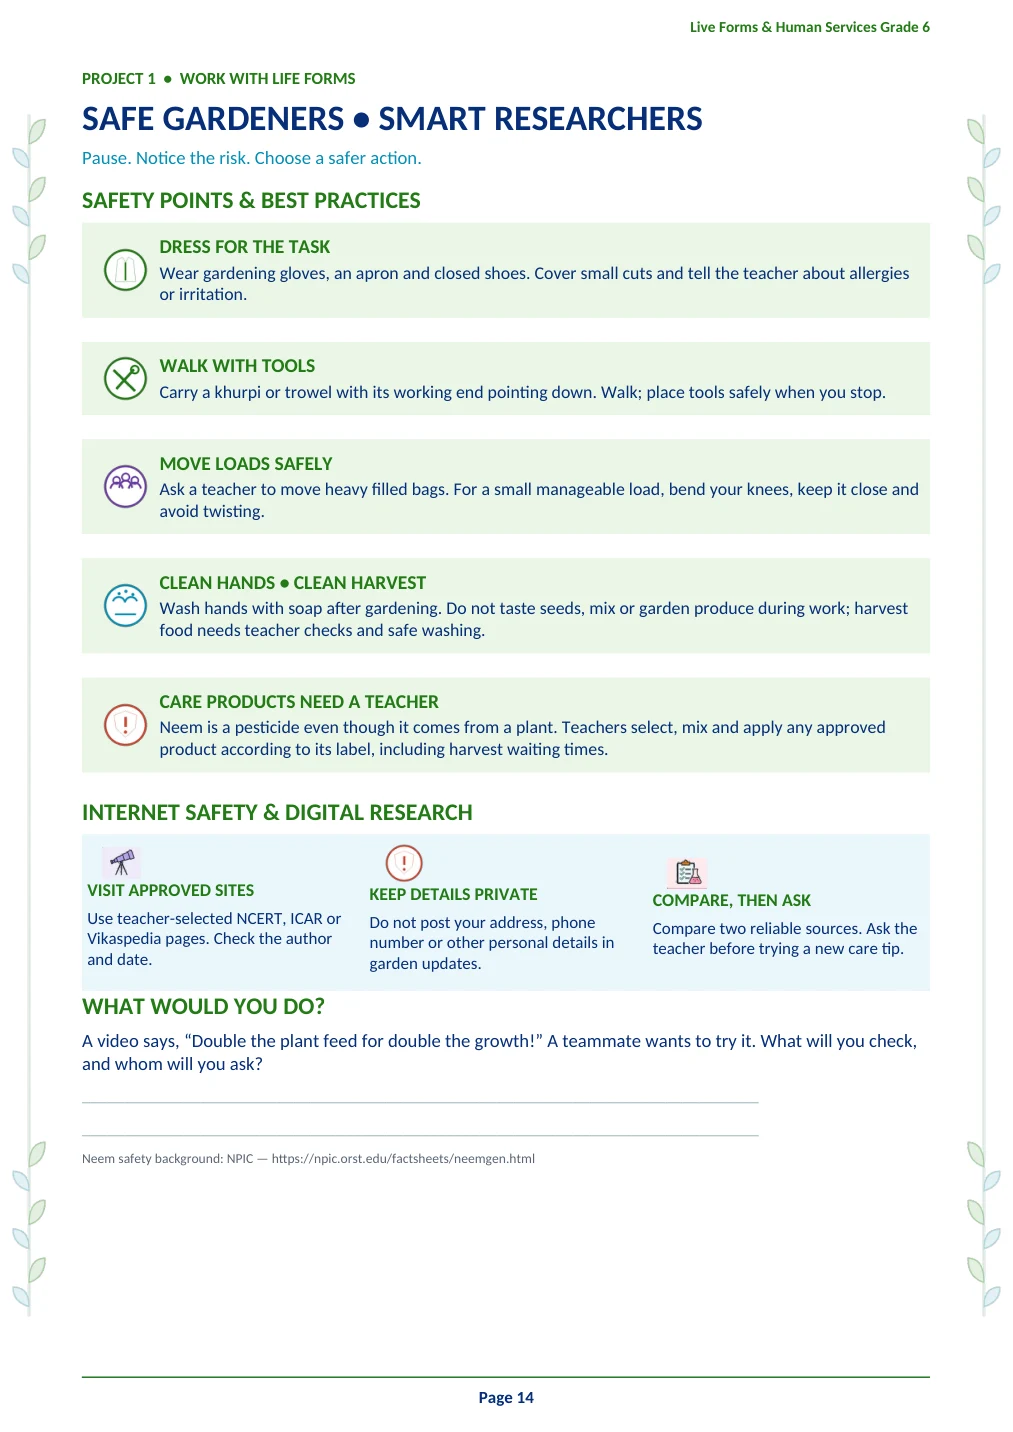 Live Forms & Human Services Grade 6
PROJECT 1 ● WORK WITH LIFE FORMS
SAFE GARDENERS ● SMART RESEARCHERS
Pause. Notice the risk. Choose a safer action.
SAFETY POINTS & BEST PRACTICES
DRESS FOR THE TASK
Wear gardening gloves, an apron and closed shoes. Cover small cuts and tell the teacher about allergies
or irritation.
WALK WITH TOOLS
Carry a khurpi or trowel with its working end pointing down. Walk; place tools safely when you stop.
MOVE LOADS SAFELY
Ask a teacher to move heavy filled bags. For a small manageable load, bend your knees, keep it close and
avoid twisting.
CLEAN HANDS ● CLEAN HARVEST
Wash hands with soap after gardening. Do not taste seeds, mix or garden produce during work; harvest
food needs teacher checks and safe washing.
CARE PRODUCTS NEED A TEACHER
Neem is a pesticide even though it comes from a plant. Teachers select, mix and apply any approved
product according to its label, including harvest waiting times.
INTERNET SAFETY & DIGITAL RESEARCH
VISIT APPROVED SITES
Use teacher-selected NCERT, ICAR or
Vikaspedia pages. Check the author
and date.
KEEP DETAILS PRIVATE
Do not post your address, phone
number or other personal details in
garden updates.
COMPARE, THEN ASK
Compare two reliable sources. Ask the
teacher before trying a new care tip.
WHAT WOULD YOU DO?
A video says, “Double the plant feed for double the growth!” A teammate wants to try it. What will you check,
and whom will you ask?
Neem safety background: NPIC — https://npic.orst.edu/factsheets/neemgen.html
Page 14